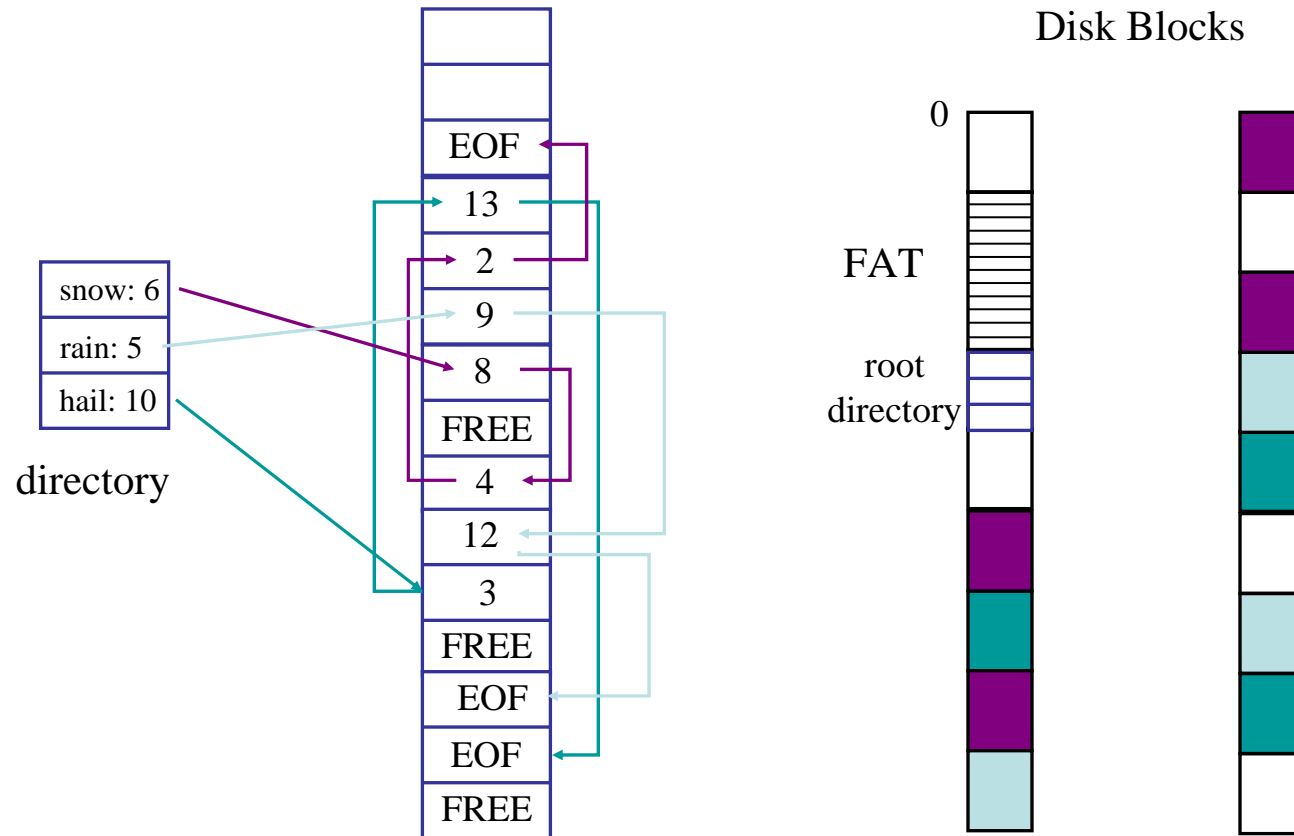 Disk Blocks
snow: 6
rain: 5
hail: 10
directory
EOF
13
2
9
8
FREE
4
12
3
FREE
EOF
EOF
FREE
0
FAT
root
directory